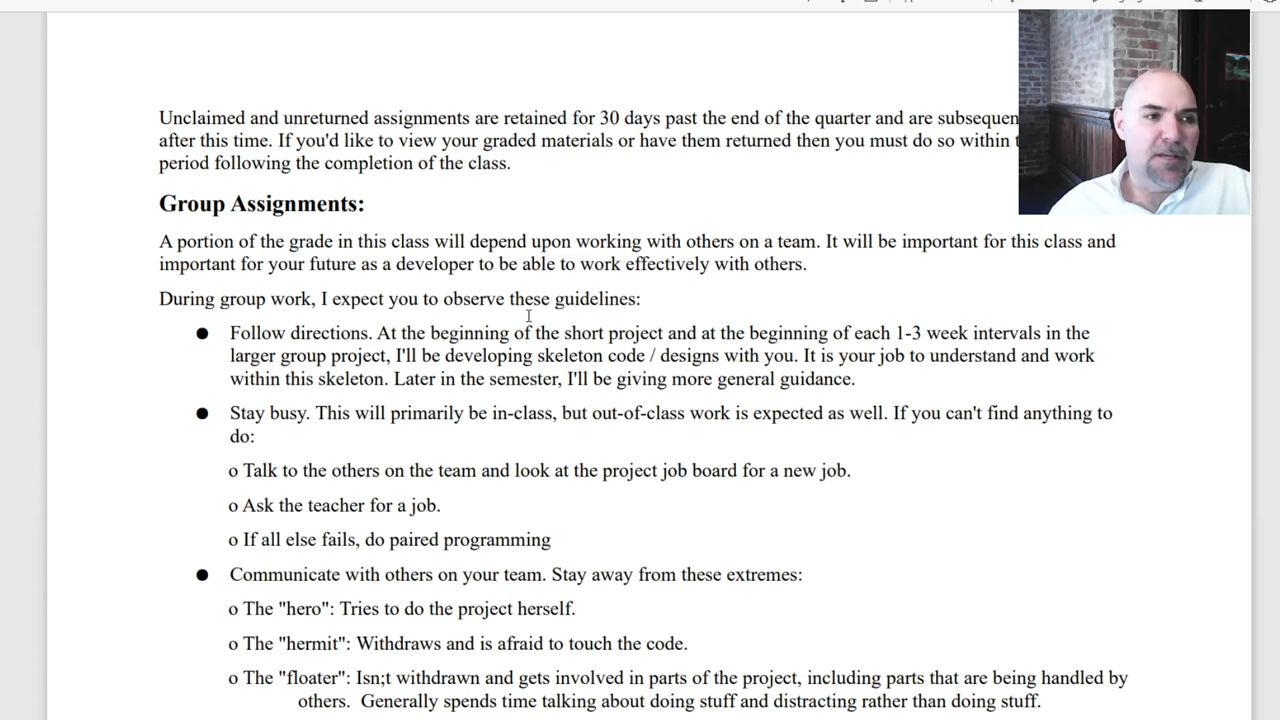 Unclaimed and unreturned assignments are retained for 30 days past the end of the quarter and are
after this time. If you'd like to view your graded materials or have them returned then you must do so within
period following the completion of the class.
Group Assignments:
A portion of the grade in this class will depend upon working with others on a team. It will be important for this class and
important for your future as a developer to be able to work effectively with others.
During group work, I expect you to observe these guidelines:
● Follow directions. At the beginning of the short project and at the beginning of each 1-3 week intervals in the
larger group project, I'll be developing skeleton code / designs with you. It is your job to understand and work
within this skeleton. Later in the semester, I'll be giving more general guidance.
● Stay busy. This will primarily be in-class, but out-of-class work is expected as well. If you can't find anything to
do:
o Talk to the others on the team and look at the project job board for a new job.
o Ask the teacher for a job.
o If all else fails, do paired programming
● Communicate with others on your team. Stay away from these extremes:
o The "hero": Tries to do the project herself.
o The "hermit": Withdraws and is afraid to touch the code.
o The "floater": Isn;t withdrawn and gets involved in parts of the project, including parts that are being handled by
others. Generally spends time talking about doing stuff and distracting rather than doing stuff.